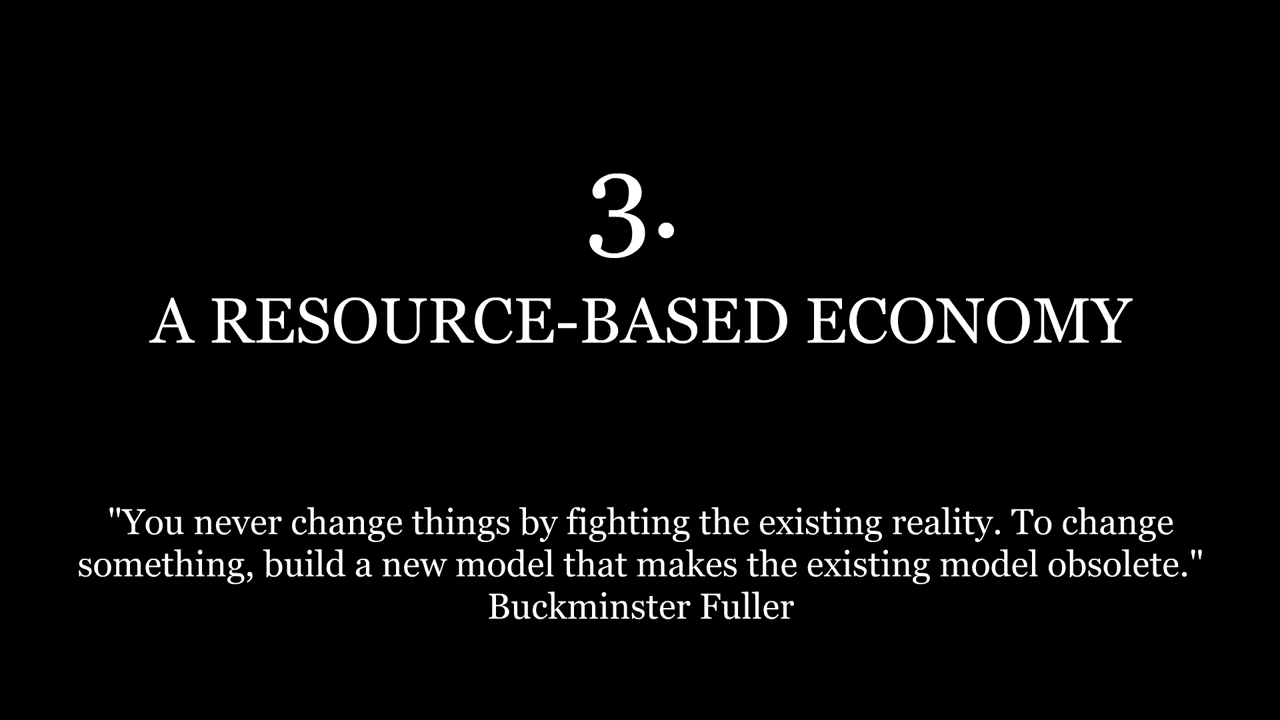 3.
A RESOURCE-BASED ECONOMY
"You never change things by fighting the existing reality. To change
something, build a new model that makes the existing model obsolete."
Buckminster Fuller